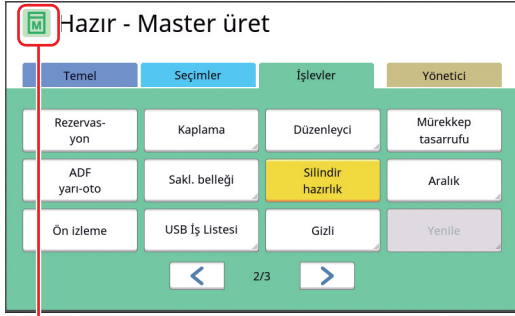 M
Hazır - Master üret
Temel
Seçimler
İşlevler
Yönetici
Rezervas-
yon
Kaplama
Düzenleyci
Mürekkep
tasarrufu
ADF
yarı-oto
Sakl. belleği
Silindir
hazırlık
Aralık
Ön izleme
USB İş Listesi
Gizli
Yenile
2/3